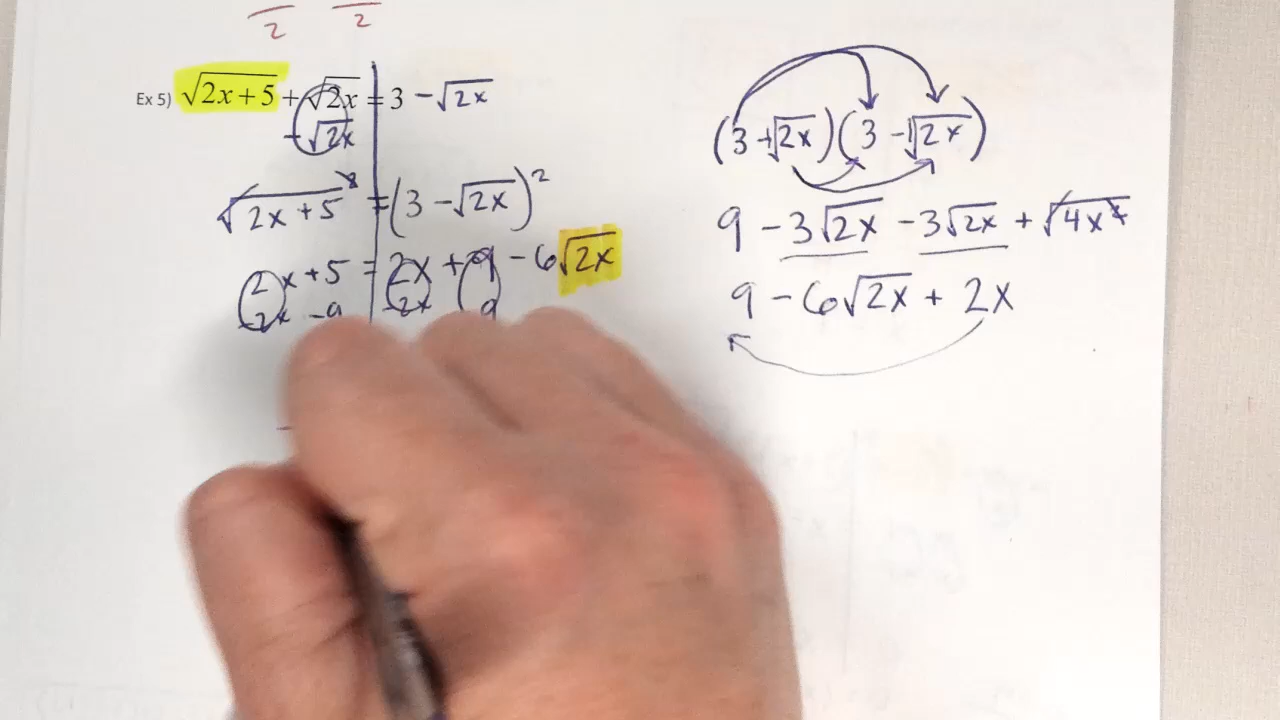 2 2
Ex 5) √(2x+5) + √(2x) = 3 - √(2x)
- √(2x)
√(2x+5)² = (3 - √(2x))²
2x + 5 = 2x + 9 - 6√(2x)
-2x - 9 -2x 9
(3 - √(2x))(3 - √(2x))
9 - 3√(2x) - 3√(2x) + √(4x²)
9 - 6√(2x) + 2x